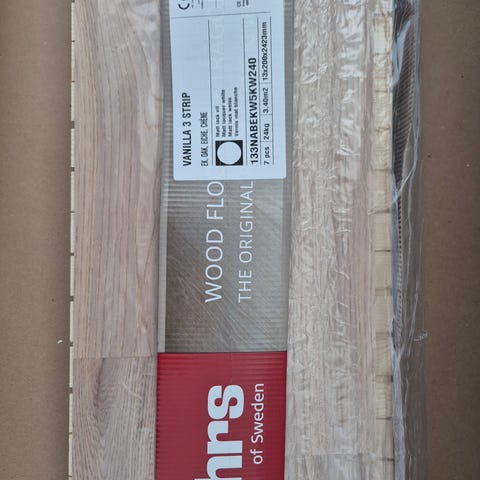 VANILLA 3 STRIP
EK, OAK, EICHE, CHÊNE
Matt lack vit
Matt lacquer white
Matt lack weiss
Vernis mat blanche
133NABEKW5KW240
7 pcs 24kg 3.40m2 13x200x2423mm
WOOD FLO
THE ORIGINAL
hrs
of Sweden